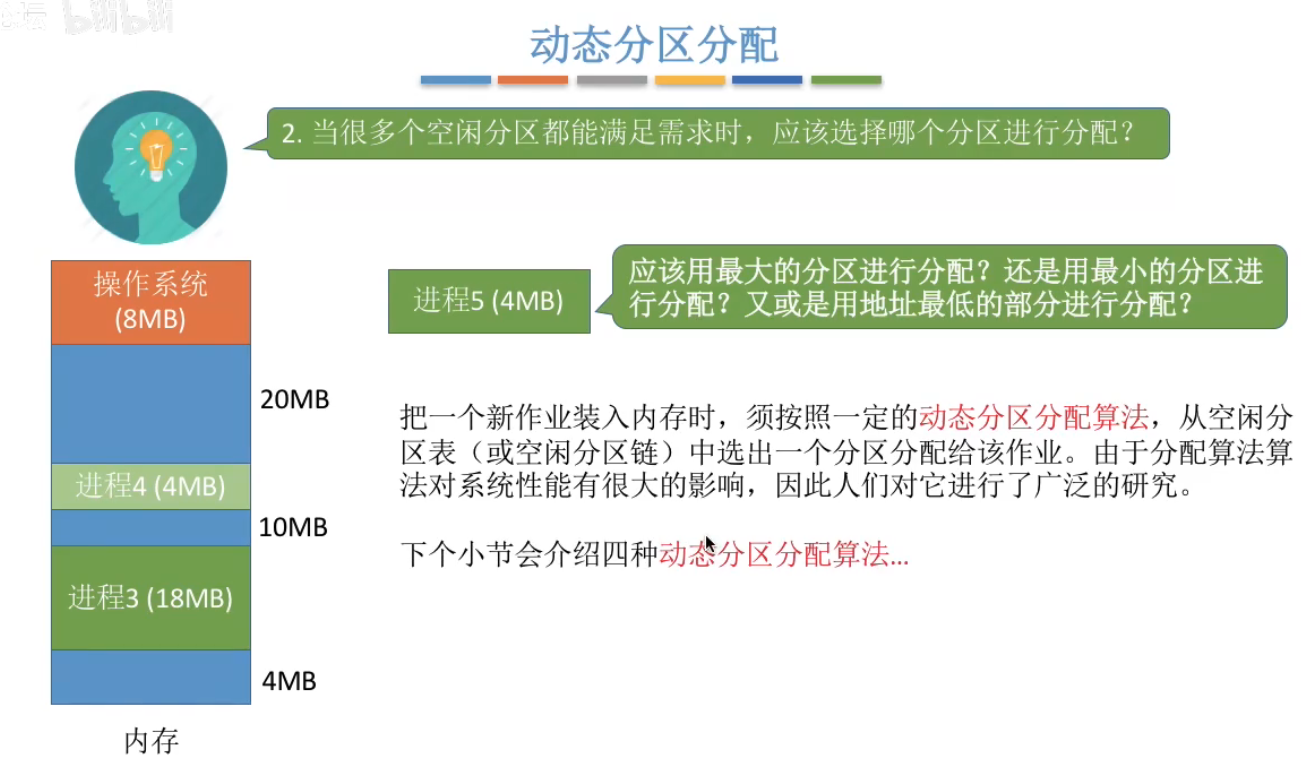 动态分区分配
2. 当很多个空闲分区都能满足需求时，应该选择哪个分区进行分配？
操作系统
(8MB)
20MB
进程4 (4MB)
10MB
进程3 (18MB)
4MB
内存
进程5 (4MB)
应该用最大的分区进行分配？还是用最小的分区进
行分配？又或是用地址最低的部分进行分配？
把一个新作业装入内存时，须按照一定的动态分区分配算法，从空闲分
区表（或空闲分区链）中选出一个分区分配给该作业。由于分配算法算
法对系统性能有很大的影响，因此人们对它进行了广泛的研究。
下个小节会介绍四种动态分区分配算法...